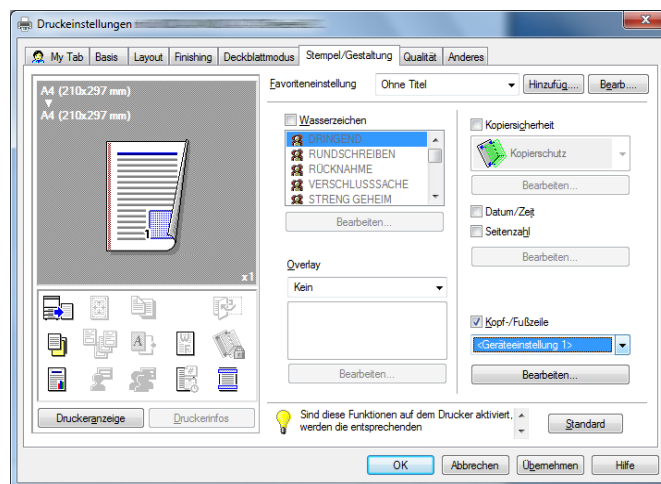 Druckeinstellungen
My Tab Basis Layout Finishing Deckblattmodus Stempel/Gestaltung Qualität Anderes
A4 (210x297 mm)
A4 (210x297 mm)
1
x1
Druckeranzeige Druckerinfos
Favoriteneinstellung Ohne Titel Hinzufüg.... Bearb....
Wasserzeichen
DRINGEND
RUNDSCHREIBEN
RÜCKNAHME
VERSCHLUSSSACHE
STRENG GEHEIM
Bearbeiten...
Overlay
Kein
Bearbeiten...
Kopiersicherheit
Kopierschutz
Bearbeiten...
Datum/Zeit
Seitenzahl
Bearbeiten...
Kopf-/Fußzeile
<Geräteeinstellung 1>
Bearbeiten...
Sind diese Funktionen auf dem Drucker aktiviert,
werden die entsprechenden
Standard
OK Abbrechen Übernehmen Hilfe